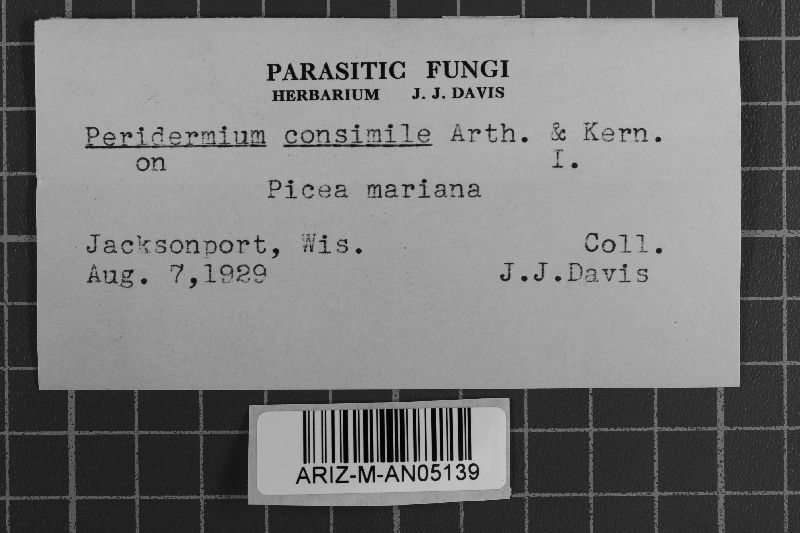 PARASITIC FUNGI
HERBARIUM J. J. DAVIS
Peridermium consimile Arth. & Kern.
on I.
Picea mariana
Jacksonport, Wis. Coll.
Aug. 7,1929 J.J.Davis
ARIZ-M-AN05139